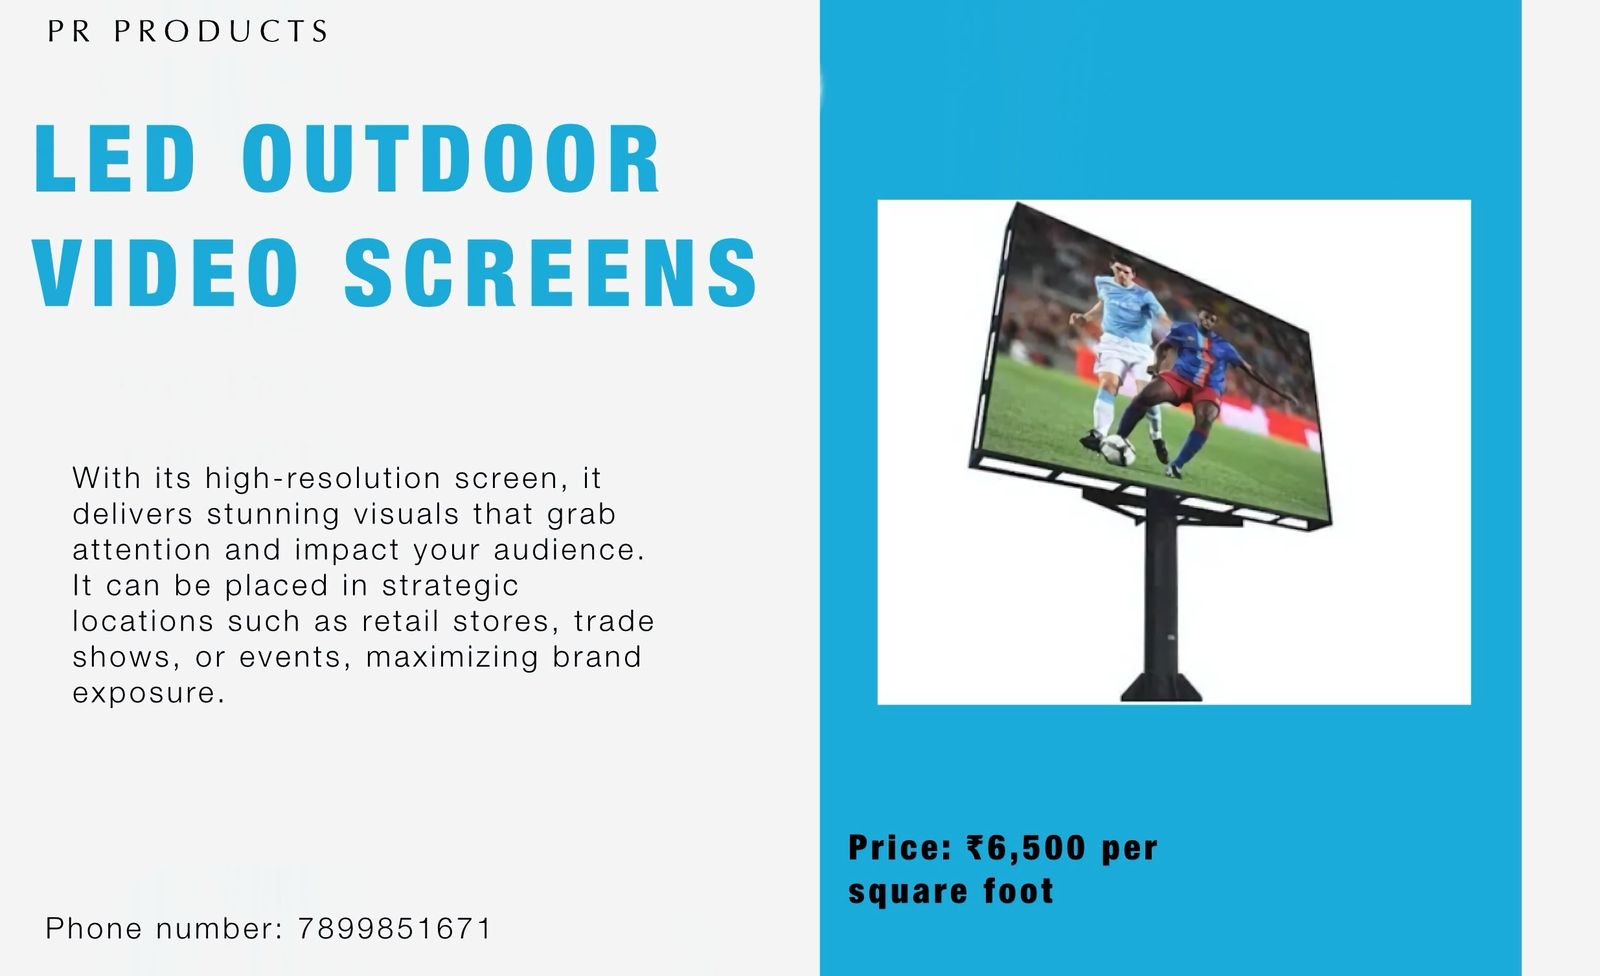 PR PRODUCTS
LED OUTDOOR
VIDEO SCREENS
With its high-resolution screen, it
delivers stunning visuals that grab
attention and impact your audience.
It can be placed in strategic
locations such as retail stores, trade
shows, or events, maximizing brand
exposure.
Price: ₹6,500 per
square foot
Phone number: 7899851671